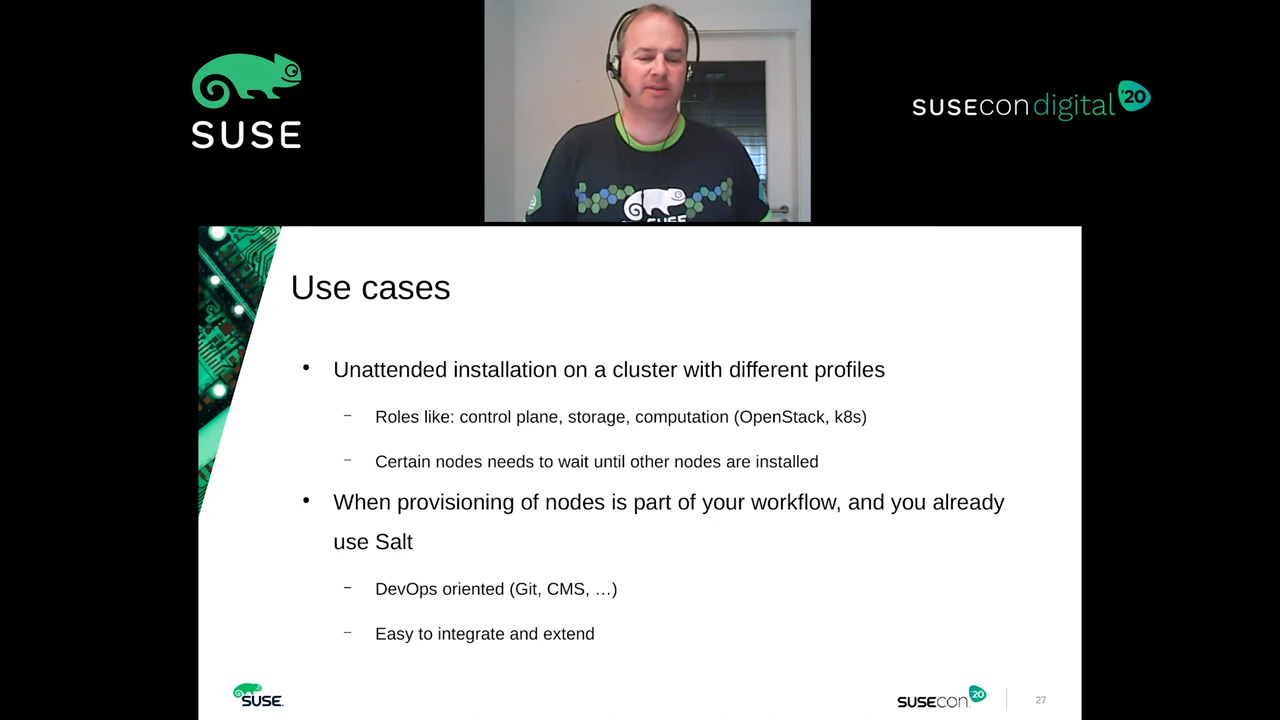 SUSE
SUSEcon digital '20
SUSE
Use cases
• Unattended installation on a cluster with different profiles
– Roles like: control plane, storage, computation (OpenStack, k8s)
– Certain nodes needs to wait until other nodes are installed
• When provisioning of nodes is part of your workflow, and you already
use Salt
– DevOps oriented (Git, CMS, …)
– Easy to integrate and extend
SUSE
SUSEcon '20
27